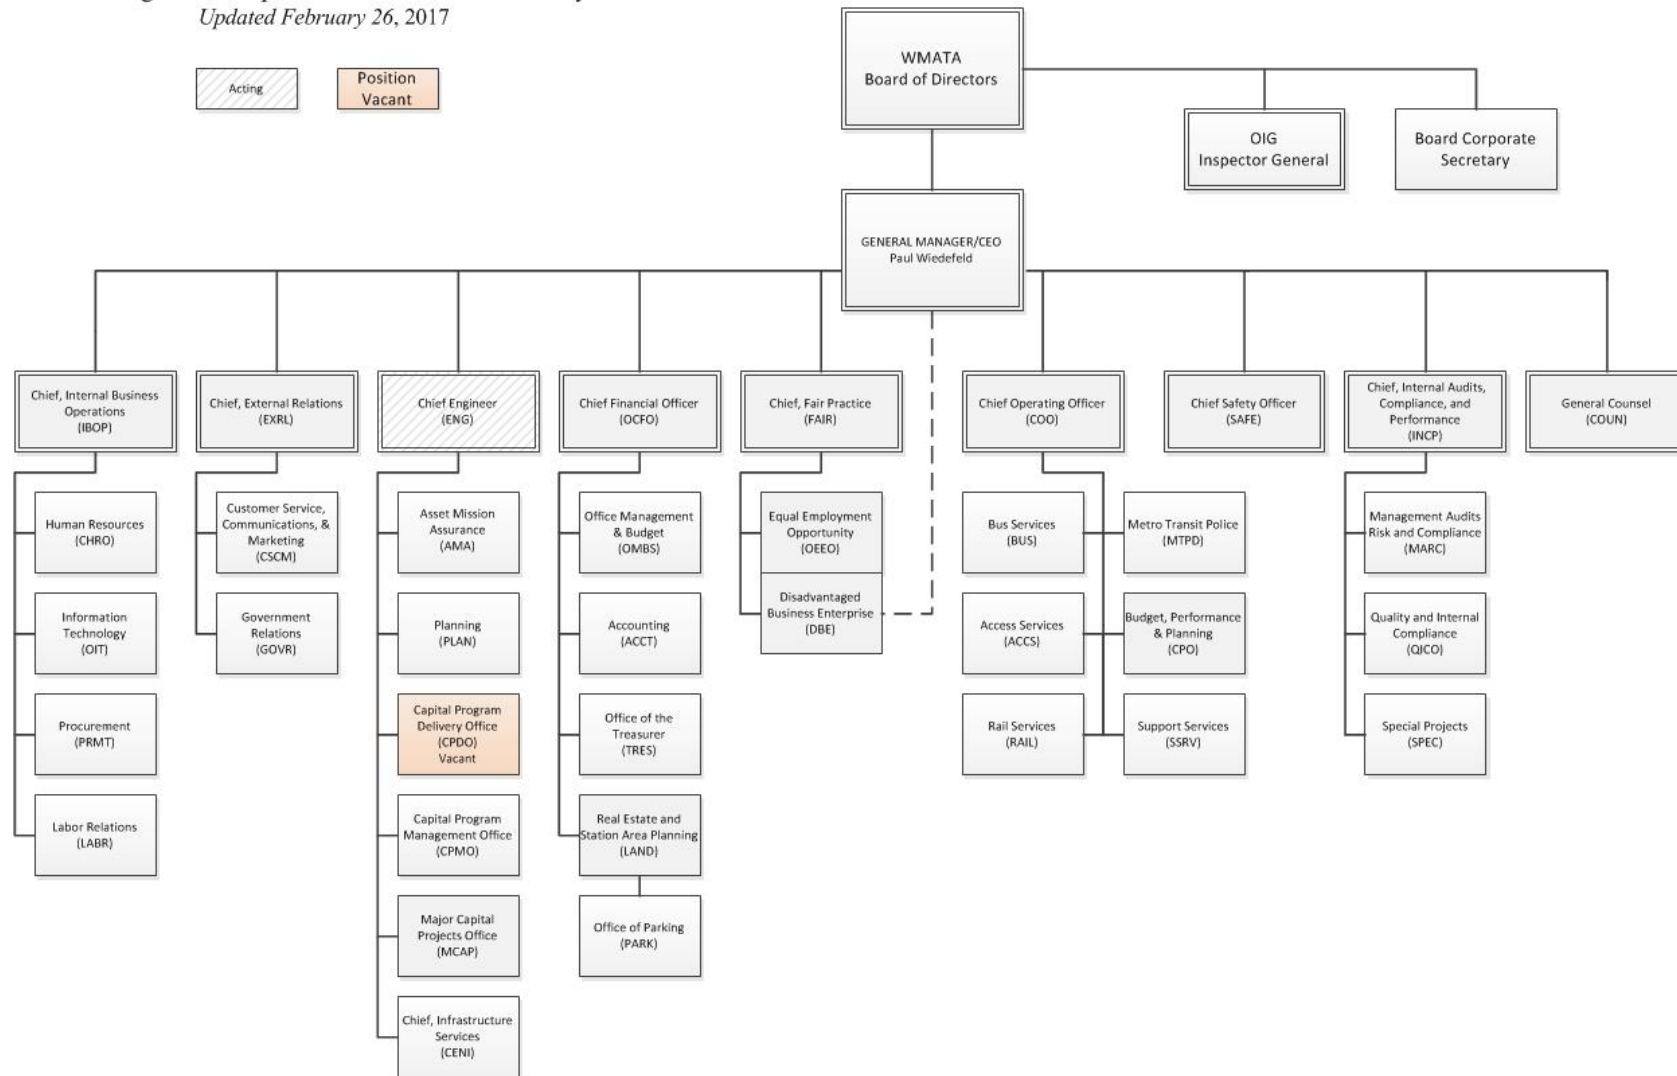 Updated February 26, 2017
Acting
Position
Vacant
WMATA
Board of Directors
OIG
Inspector General
Board Corporate
Secretary
GENERAL MANAGER/CEO
Paul Wiedefeld
Chief, Internal Business
Operations
(IBOP)
Chief, External Relations
(EXRL)
Chief Engineer
(ENG)
Chief Financial Officer
(OCFO)
Chief, Fair Practice
(FAIR)
Chief Operating Officer
(COO)
Chief Safety Officer
(SAFE)
Chief, Internal Audits,
Compliance, and
Performance
(INCP)
General Counsel
(COUN)
Human Resources
(CHRO)
Information
Technology
(OIT)
Procurement
(PRMT)
Labor Relations
(LABR)
Customer Service,
Communications, &
Marketing
(CSCM)
Government
Relations
(GOVR)
Asset Mission
Assurance
(AMA)
Planning
(PLAN)
Capital Program
Delivery Office
(CPDO)
Vacant
Capital Program
Management Office
(CPMO)
Major Capital
Projects Office
(MCAP)
Chief, Infrastructure
Services
(CENI)
Office Management
& Budget
(OMBS)
Accounting
(ACCT)
Office of the
Treasurer
(TRES)
Real Estate and
Station Area Planning
(LAND)
Office of Parking
(PARK)
Equal Employment
Opportunity
(OEEO)
Disadvantaged
Business Enterprise
(DBE)
Bus Services
(BUS)
Access Services
(ACCS)
Rail Services
(RAIL)
Metro Transit Police
(MTPD)
Budget, Performance
& Planning
(CPO)
Support Services
(SSRV)
Management Audits
Risk and Compliance
(MARC)
Quality and Internal
Compliance
(QICO)
Special Projects
(SPEC)